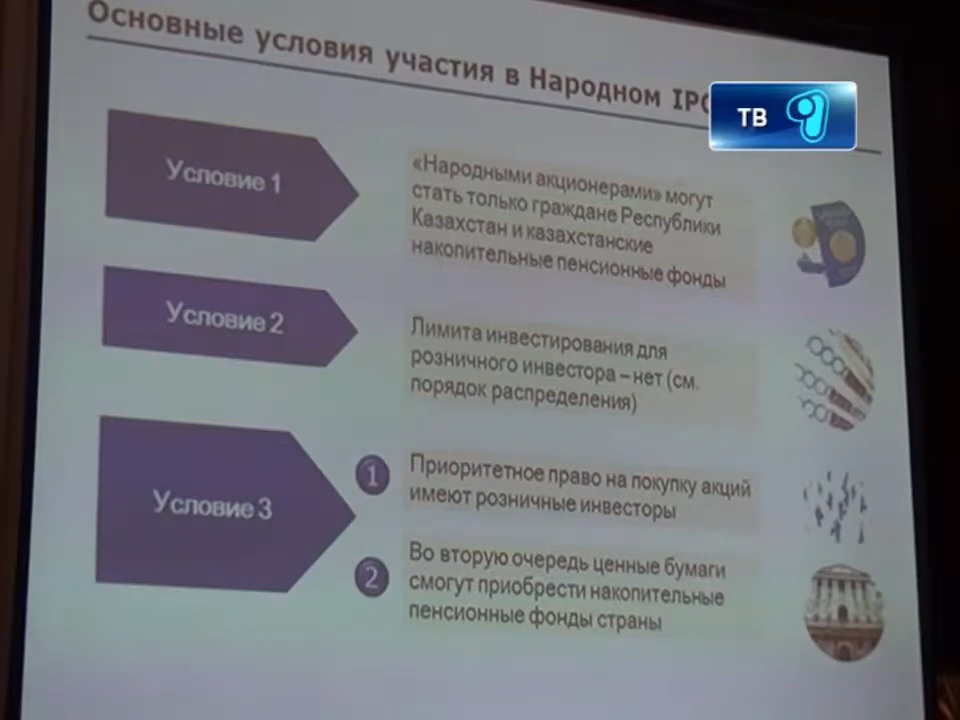 Основные условия участия в Народном IPO
ТВ
Условие 1
«Народными акционерами» могут
стать только граждане Республики
Казахстан и казахстанские
накопительные пенсионные фонды
Условие 2
Лимита инвестирования для
розничного инвестора – нет (см.
порядок распределения)
Условие 3
1 Приоритетное право на покупку акций
имеют розничные инвесторы
2 Во вторую очередь ценные бумаги
смогут приобрести накопительные
пенсионные фонды страны